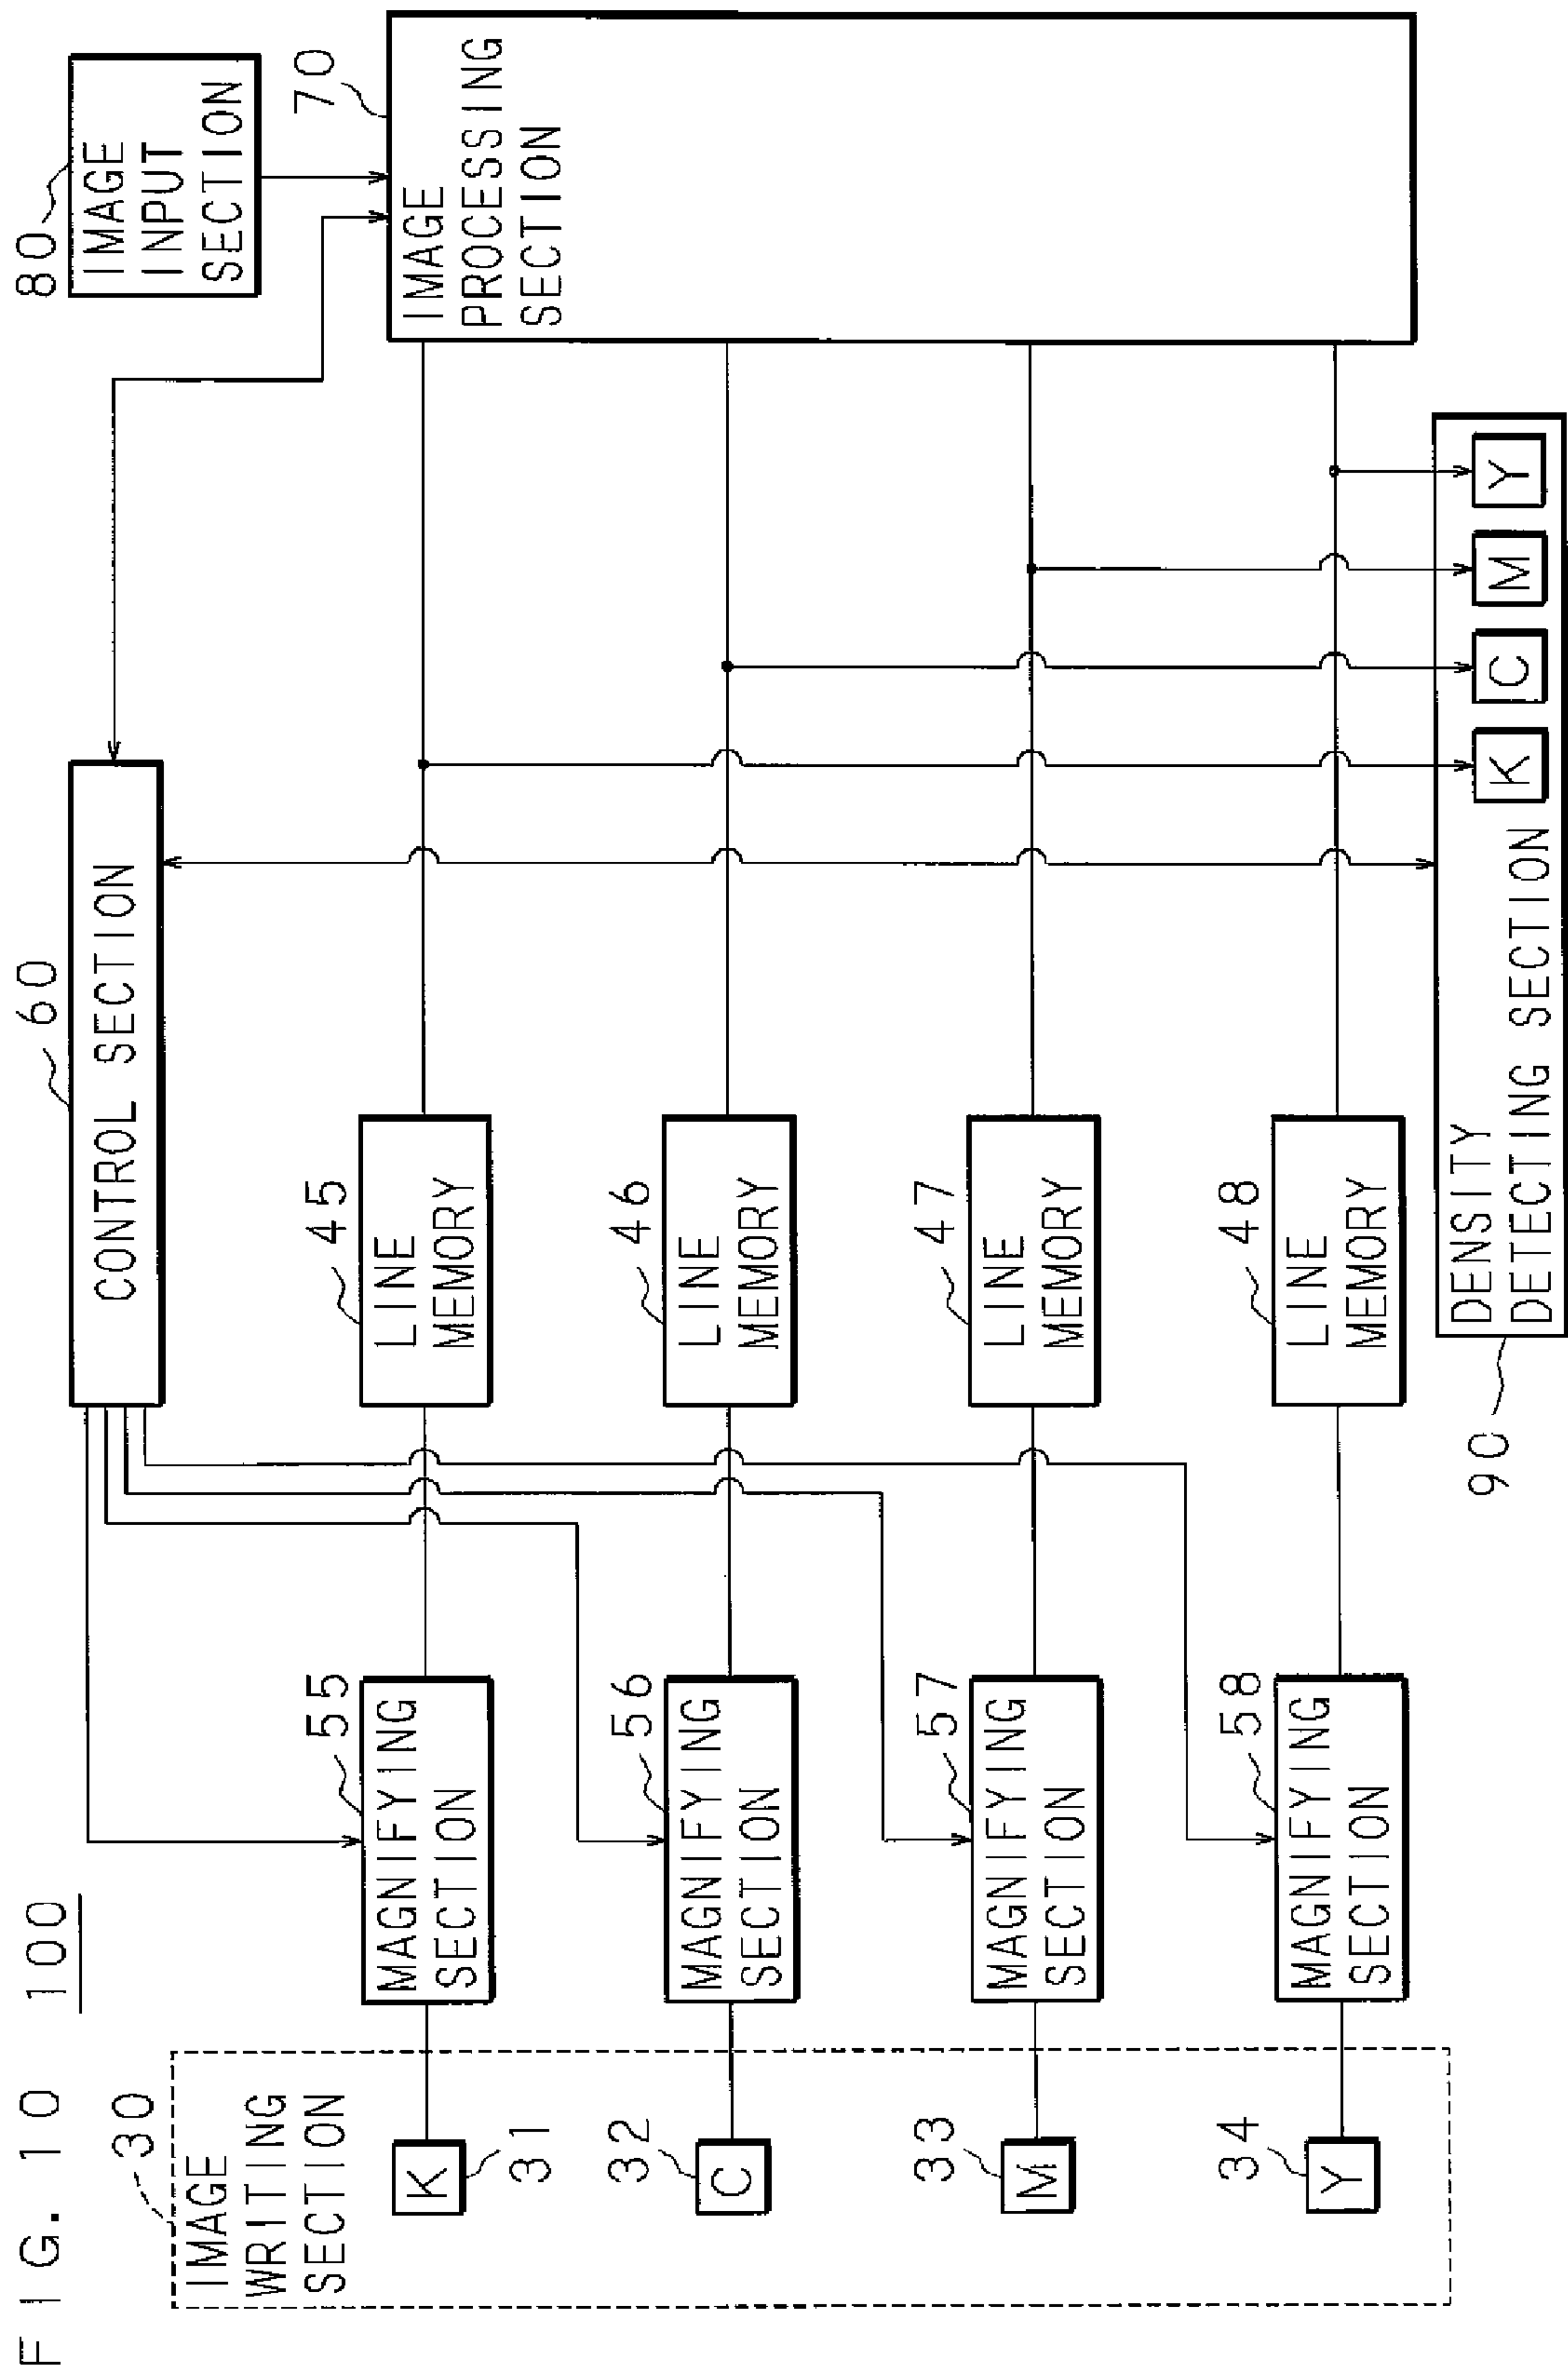 FIG. 10
100
30
IMAGE
WRITING
SECTION
K
31
32
C
33
M
34
Y
55
MAGNIFYING
SECTION
56
MAGNIFYING
SECTION
57
MAGNIFYING
SECTION
58
MAGNIFYING
SECTION
60
CONTROL SECTION
45
LINE
MEMORY
46
LINE
MEMORY
47
LINE
MEMORY
48
LINE
MEMORY
80
IMAGE
INPUT
SECTION
70
IMAGE
PROCESSING
SECTION
90
DENSITY
DETECTING SECTION
K
C
M
Y